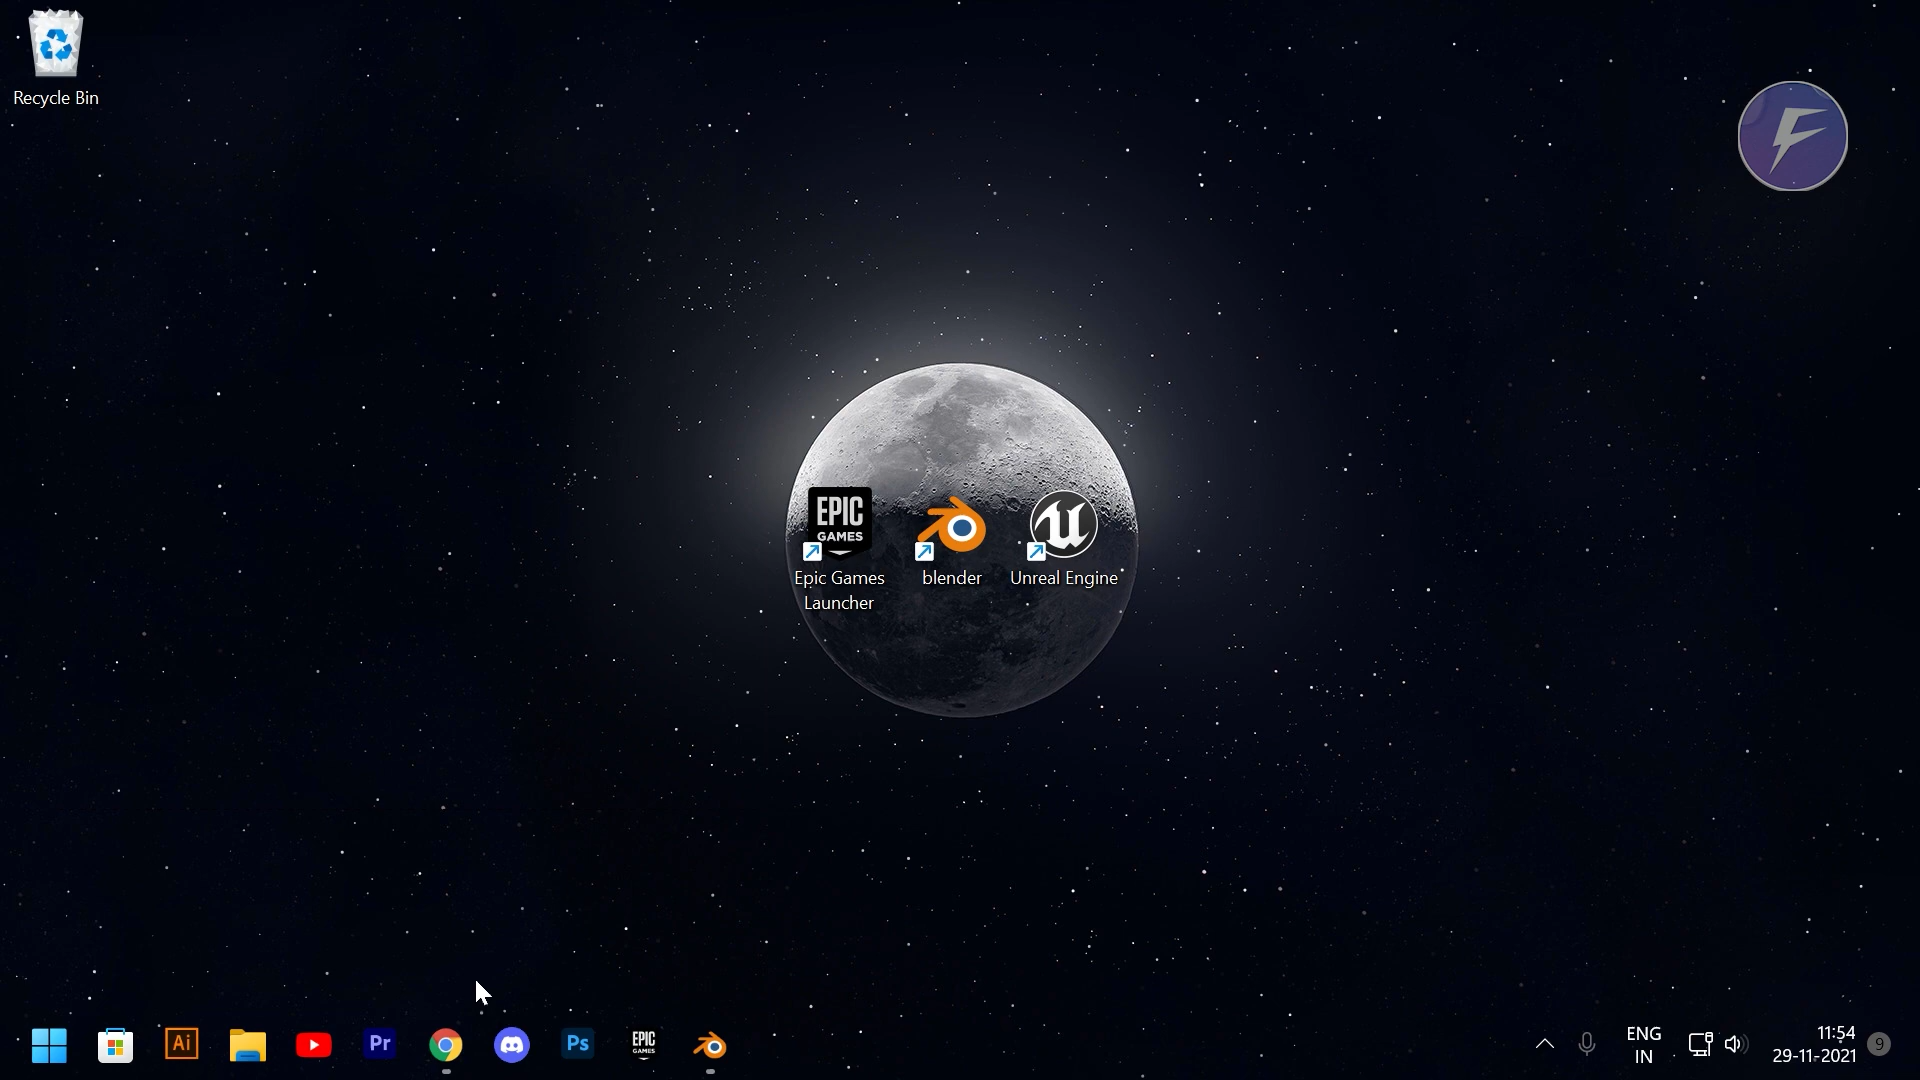 Recycle Bin
EPIC
GAMES
Epic Games
Launcher
blender
Unreal Engine
Ai
Pr
Ps
EPIC
GAMES
ENG
IN
11:54
29-11-2021
9